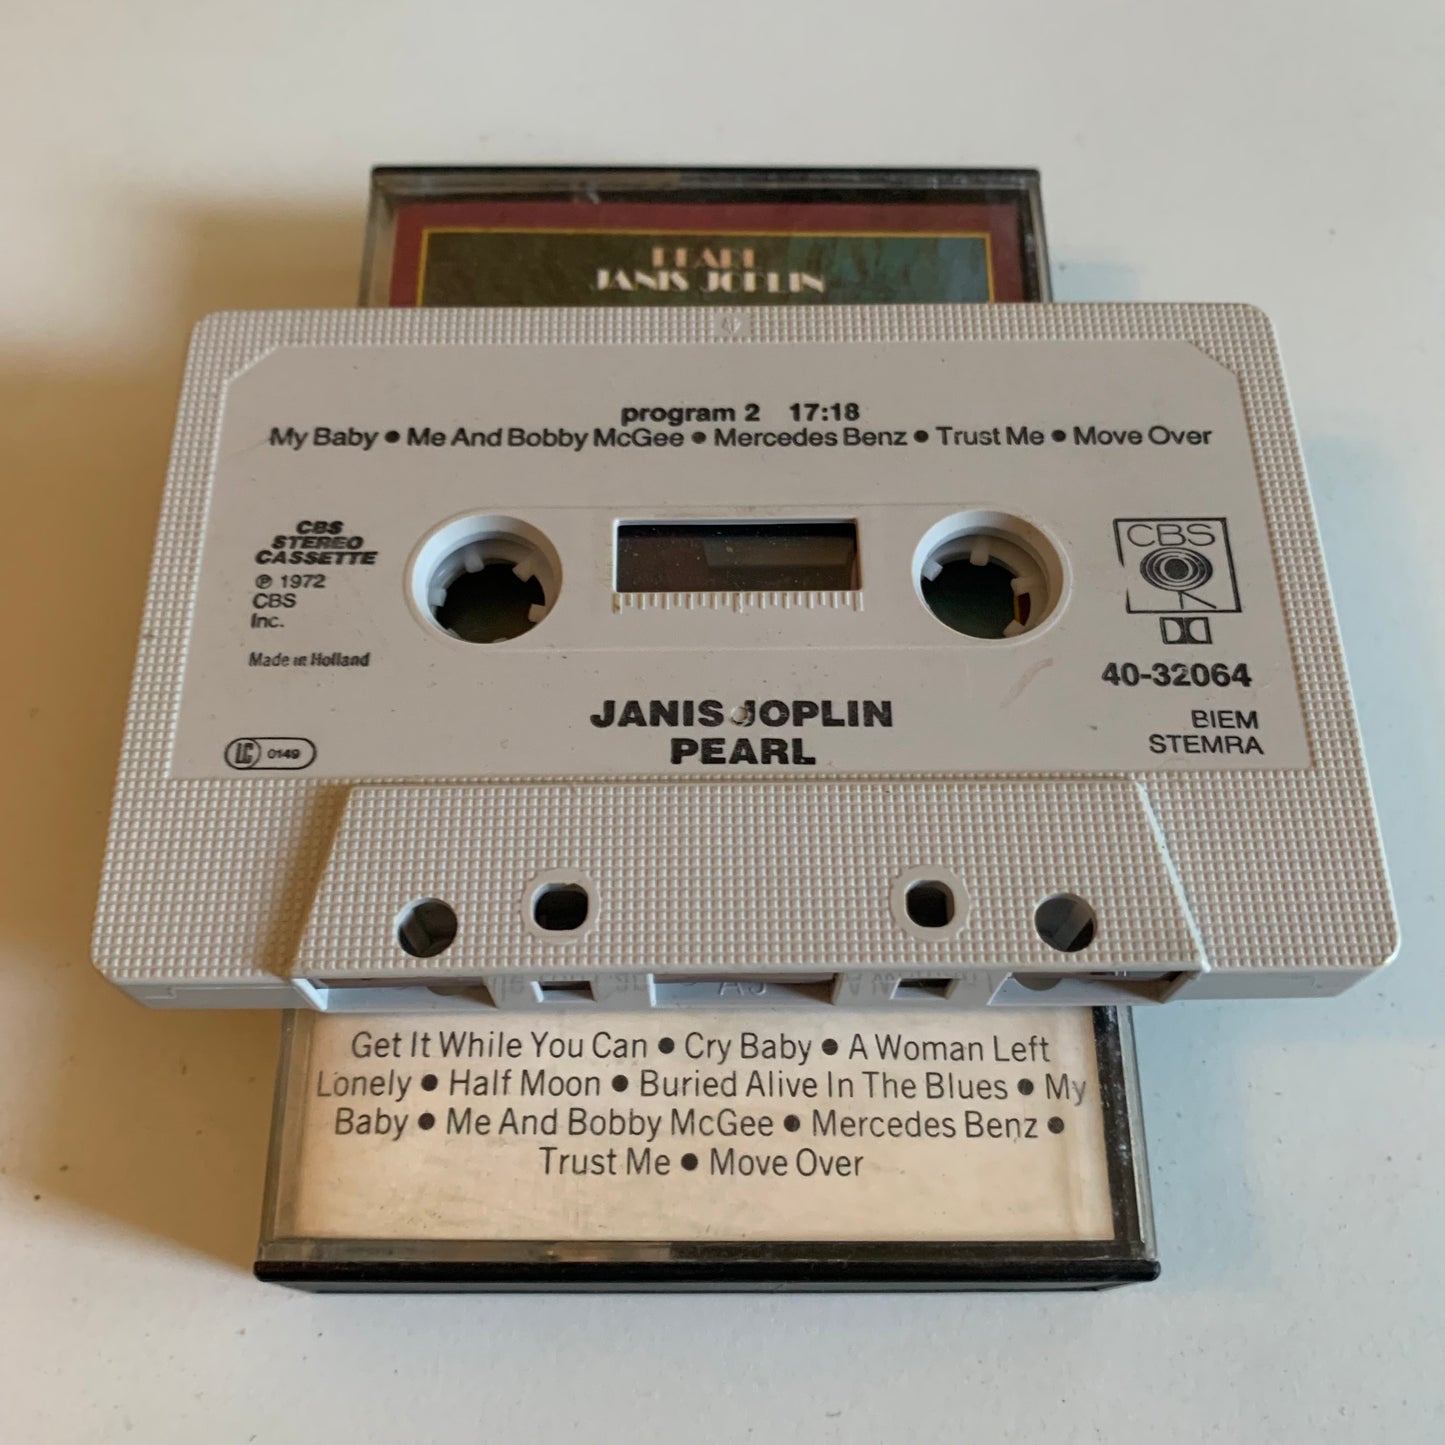 PEARL
JANIS JOPLIN
program 2 17:18
My Baby ● Me And Bobby McGee ● Mercedes Benz ● Trust Me ● Move Over
CBS
STEREO
CASSETTE
℗ 1972
CBS
Inc.
Made in Holland
CBS
40-32064
JANIS JOPLIN
PEARL
BIEM
STEMRA
LC 0149
Get It While You Can ● Cry Baby ● A Woman Left
Lonely ● Half Moon ● Buried Alive In The Blues ● My
Baby ● Me And Bobby McGee ● Mercedes Benz ●
Trust Me ● Move Over